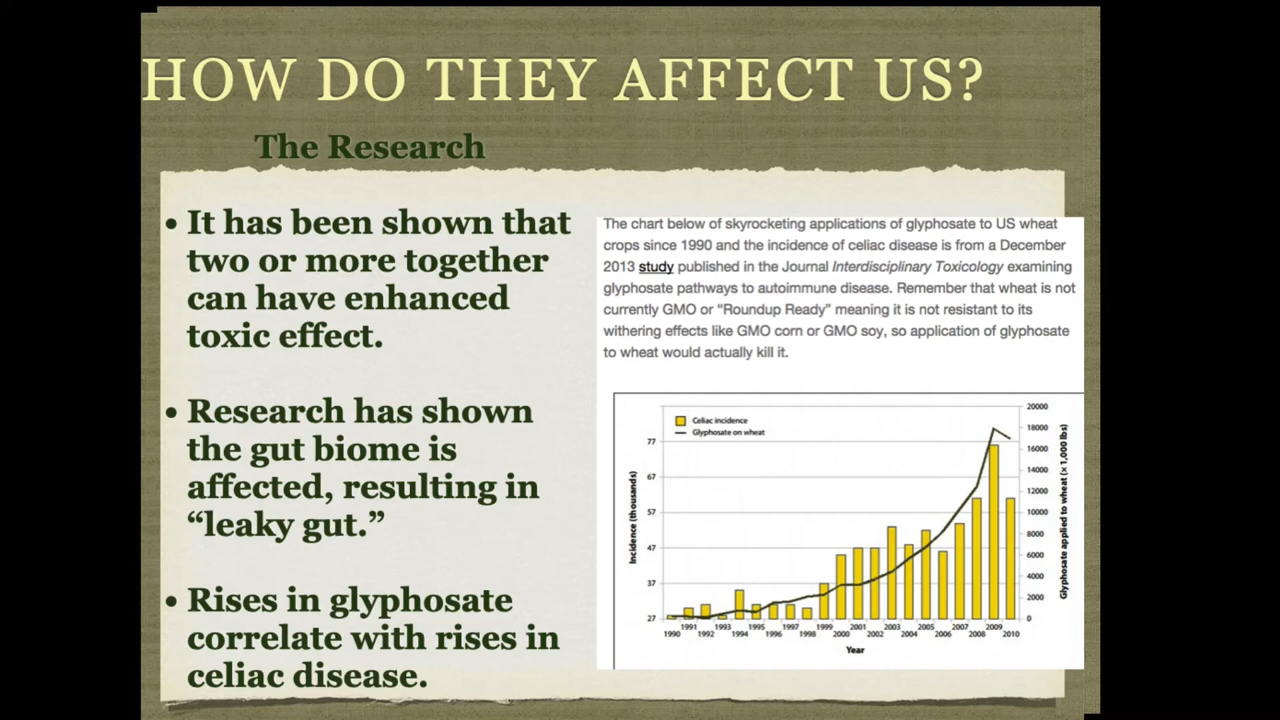 HOW DO THEY AFFECT US?
The Research
• It has been shown that
two or more together
can have enhanced
toxic effect.
• Research has shown
the gut biome is
affected, resulting in
“leaky gut.”
• Rises in glyphosate
correlate with rises in
celiac disease.
The chart below of skyrocketing applications of glyphosate to US wheat
crops since 1990 and the incidence of celiac disease is from a December
2013 study published in the Journal Interdisciplinary Toxicology examining
glyphosate pathways to autoimmune disease. Remember that wheat is not
currently GMO or “Roundup Ready” meaning it is not resistant to its
withering effects like GMO corn or GMO soy, so application of glyphosate
to wheat would actually kill it.
Celiac incidence
Glyphosate on wheat
Incidence (thousands)
77
67
57
47
37
27
20000
18000
16000
14000
12000
10000
8000
6000
4000
2000
0
Glyphosate applied to wheat (× 1,000 lbs)
1991 1993 1995 1997 1999 2001 2003 2005 2007 2009
1990 1992 1994 1996 1998 2000 2002 2004 2006 2008 2010
Year